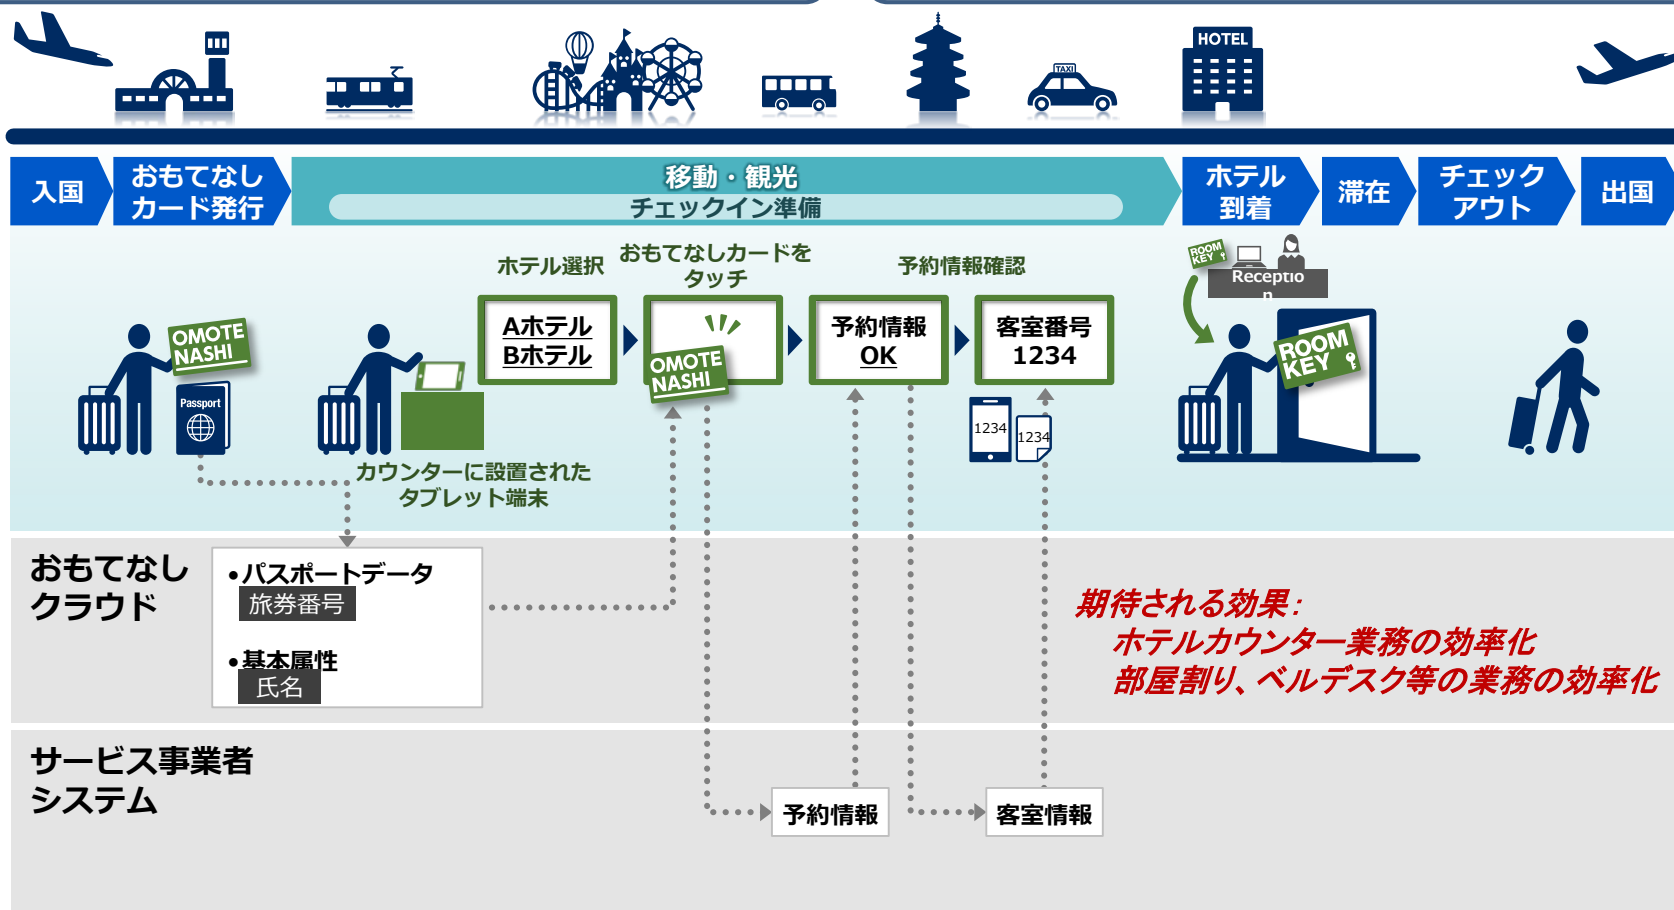 HOTEL
TAXI
入国
おもてなし
カード発行
移動・観光
チェックイン準備
ホテル
到着
滞在
チェック
アウト
出国
ホテル選択
おもてなしカードを
タッチ
予約情報確認
ROOM
KEY
Receptio
n
OMOTE
NASHI
Passport
Aホテル
Bホテル
OMOTE
NASHI
予約情報
OK
客室番号
1234
1234
1234
ROOM
KEY
カウンターに設置された
タブレット端末
おもてなし
クラウド
•パスポートデータ
旅券番号
•基本属性
氏名
期待される効果：
ホテルカウンター業務の効率化
部屋割り、ベルデスク等の業務の効率化
サービス事業者
システム
予約情報
客室情報